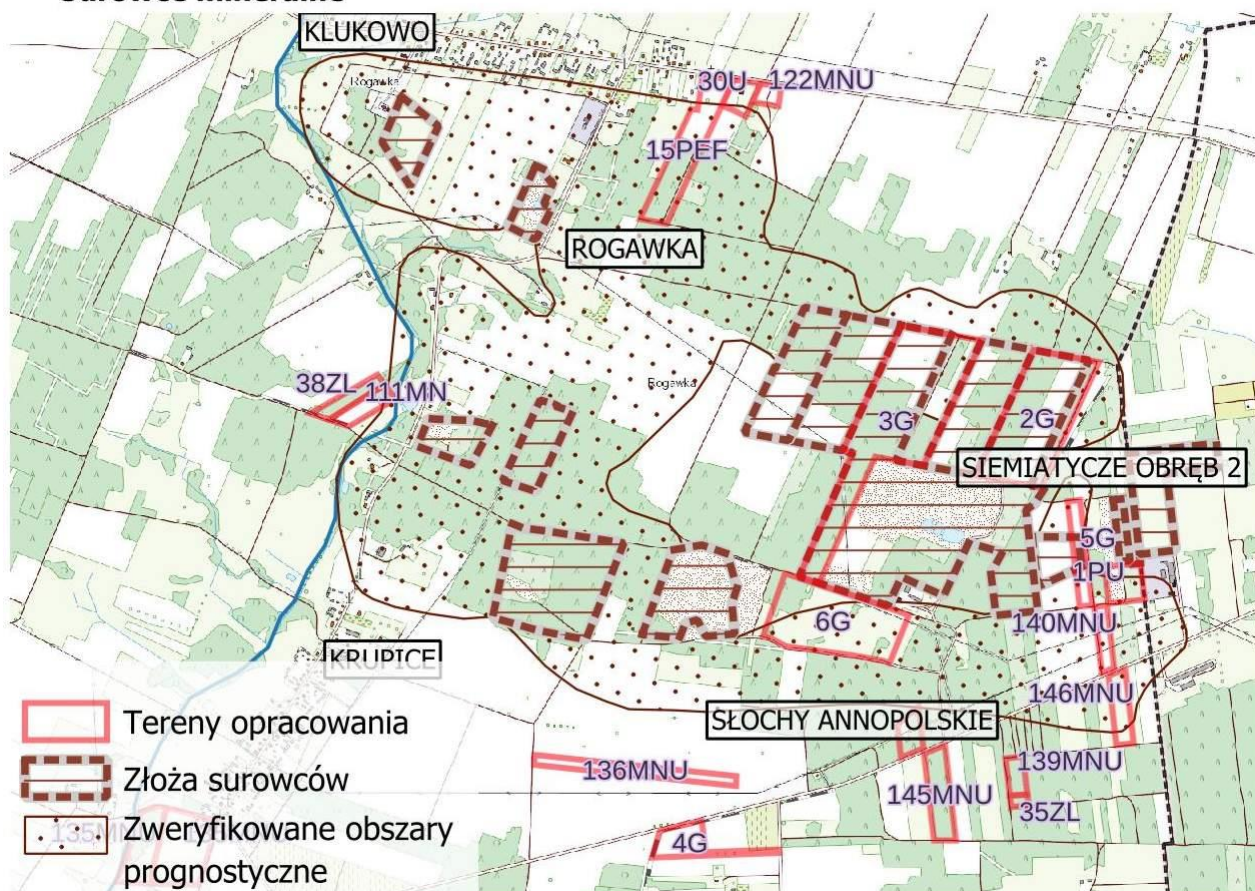 KLUKOWO
Rogawka
30U
122MNU
15PEF
ROGAWKA
38ZL
111MN
Rogawka
3G
2G
SIEMIATYCZE OBRĘB 2
5G
1PU
6G
140MNU
KRUPICE
146MNU
SŁOCHY ANNOPOLSKIE
Tereny opracowania
136MNU
139MNU
145MNU
Złoża surowców
35ZL
4G
Zweryfikowane obszary
prognostyczne